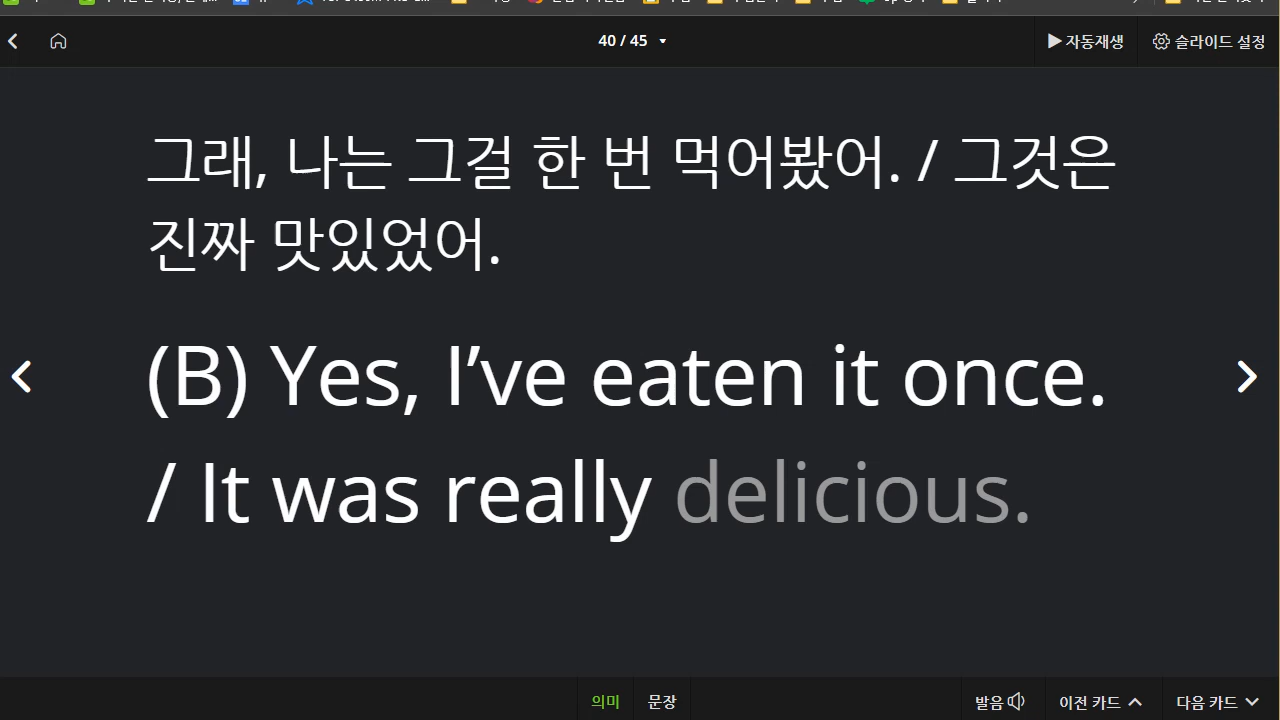 40 / 45
자동재생
슬라이드 설정
그래, 나는 그걸 한 번 먹어봤어. / 그것은
진짜 맛있었어.
(B) Yes, I’ve eaten it once.
/ It was really delicious.
의미
문장
발음
이전 카드
다음 카드